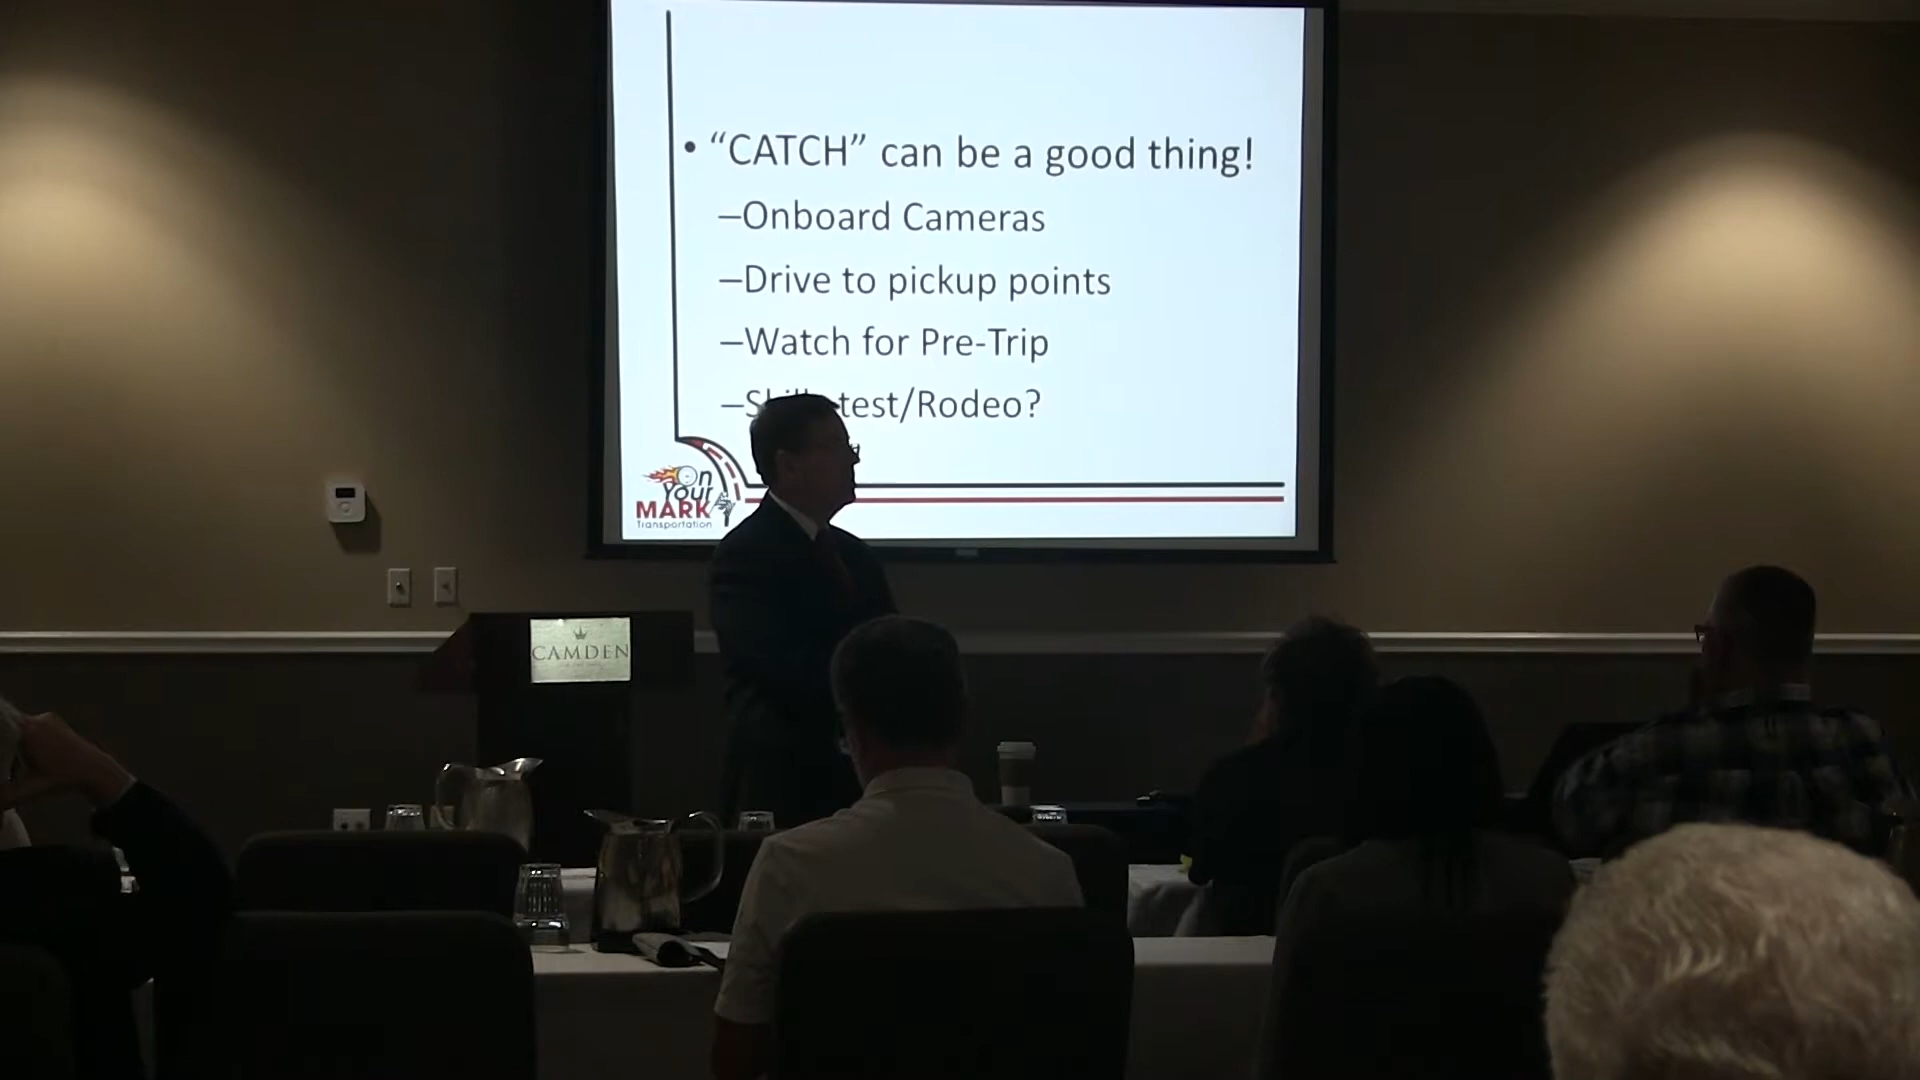 • “CATCH” can be a good thing!
–Onboard Cameras
–Drive to pickup points
–Watch for Pre-Trip
test/Rodeo?
On
Your
MARK
Transportation
CAMDEN